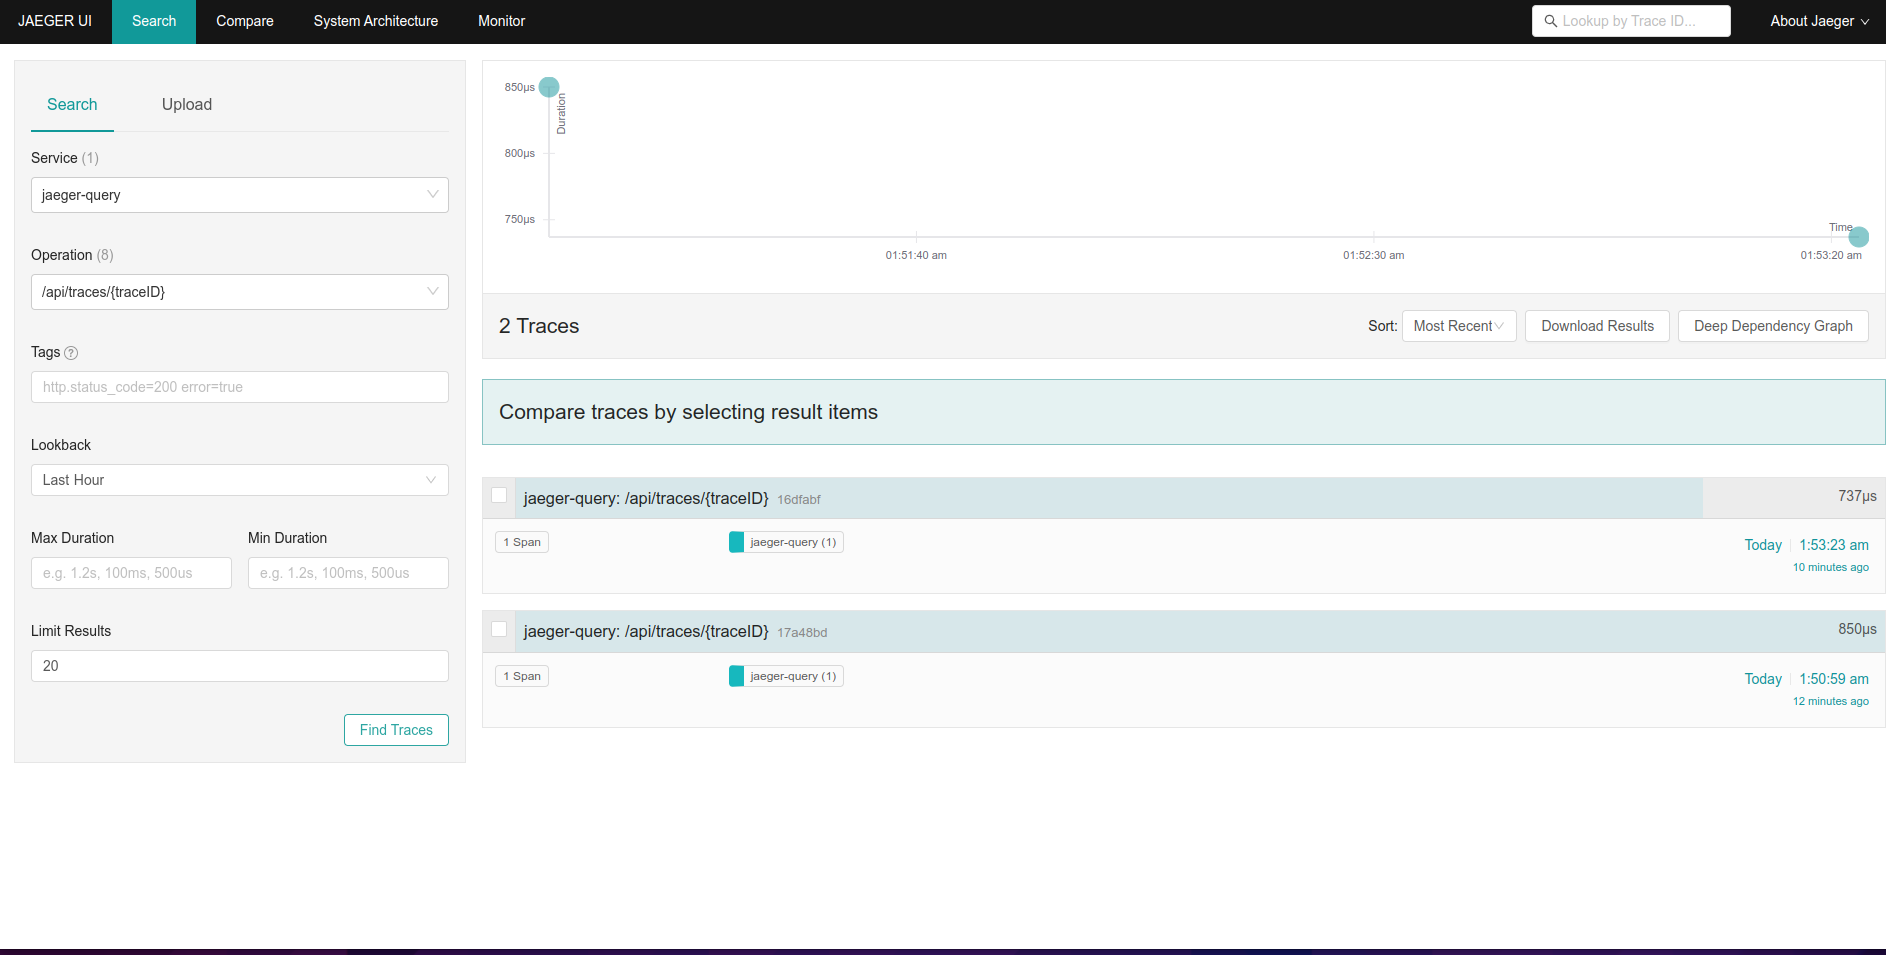 JAEGER UI
Search
Compare
System Architecture
Monitor
Lookup by Trace ID...
About Jaeger
Search
Upload
Service (1)
jaeger-query
Operation (8)
/api/traces/{traceID}
Tags ?
http.status_code=200 error=true
Lookback
Last Hour
Max Duration
Min Duration
e.g. 1.2s, 100ms, 500us
e.g. 1.2s, 100ms, 500us
Limit Results
20
Find Traces
850μs
800μs
750μs
Duration
Time
01:51:40 am
01:52:30 am
01:53:20 am
2 Traces
Sort:
Most Recent
Download Results
Deep Dependency Graph
Compare traces by selecting result items
jaeger-query: /api/traces/{traceID} 16dfabf
737μs
1 Span
jaeger-query (1)
Today
1:53:23 am
10 minutes ago
jaeger-query: /api/traces/{traceID} 17a48bd
850μs
1 Span
jaeger-query (1)
Today
1:50:59 am
12 minutes ago